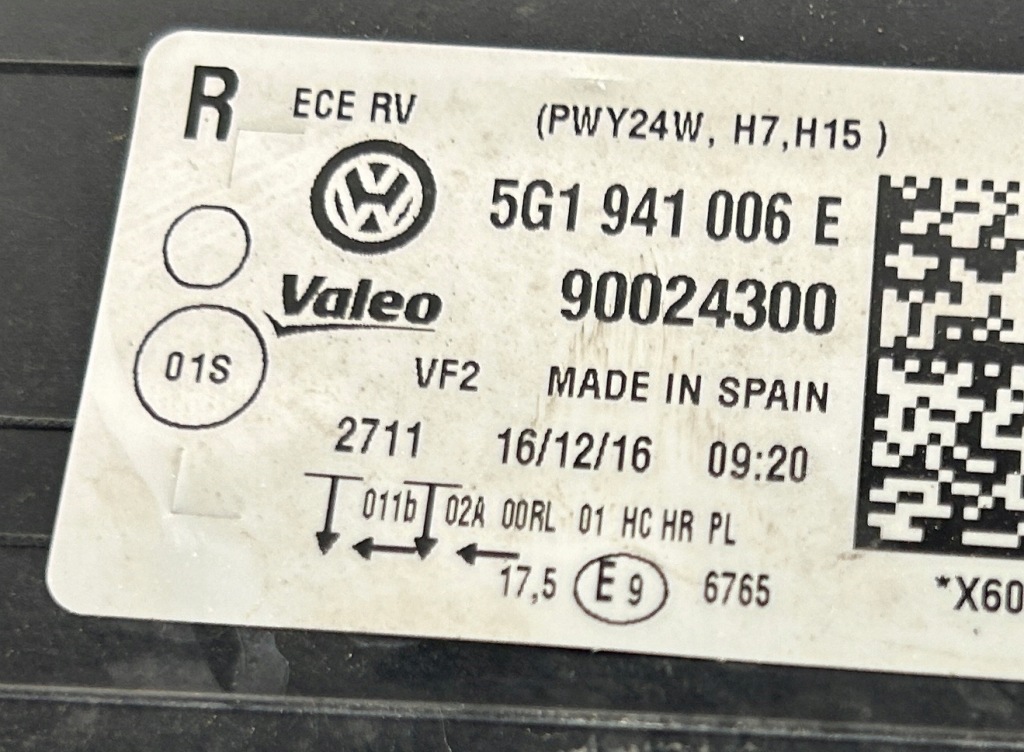 R ECE RV (PWY24W, H7,H15 )
5G1 941 006 E
Valeo 90024300
01S VF2 MADE IN SPAIN
2711 16/12/16 09:20
011b 02A 00RL 01 HC HR PL
17,5 E 9 6765 *X60